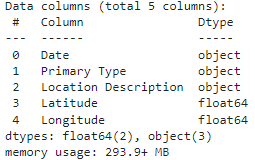 Data columns (total 5 columns):
#   Column                Dtype
---  ------                -----
0   Date                  object
1   Primary Type          object
2   Location Description  object
3   Latitude              float64
4   Longitude             float64
dtypes: float64(2), object(3)
memory usage: 293.9+ MB